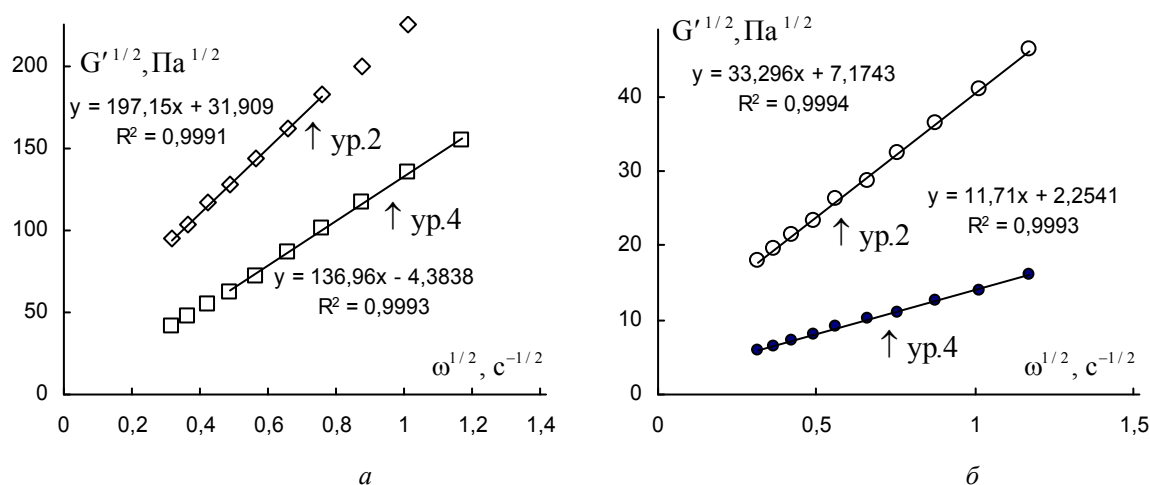 G′ 1/2, Па 1/2
y = 197,15x + 31,909
R² = 0,9991
↑ ур.2
↑ ур.4
y = 136,96x - 4,3838
R² = 0,9993
ω1/2, с−1/2
200
150
100
50
0
0 0,2 0,4 0,6 0,8 1 1,2 1,4
а
G′ 1/2, Па 1/2
y = 33,296x + 7,1743
R² = 0,9994
y = 11,71x + 2,2541
R² = 0,9993
↑ ур.2
↑ ур.4
ω1/2, с−1/2
40
30
20
10
0
0 0,5 1 1,5
б